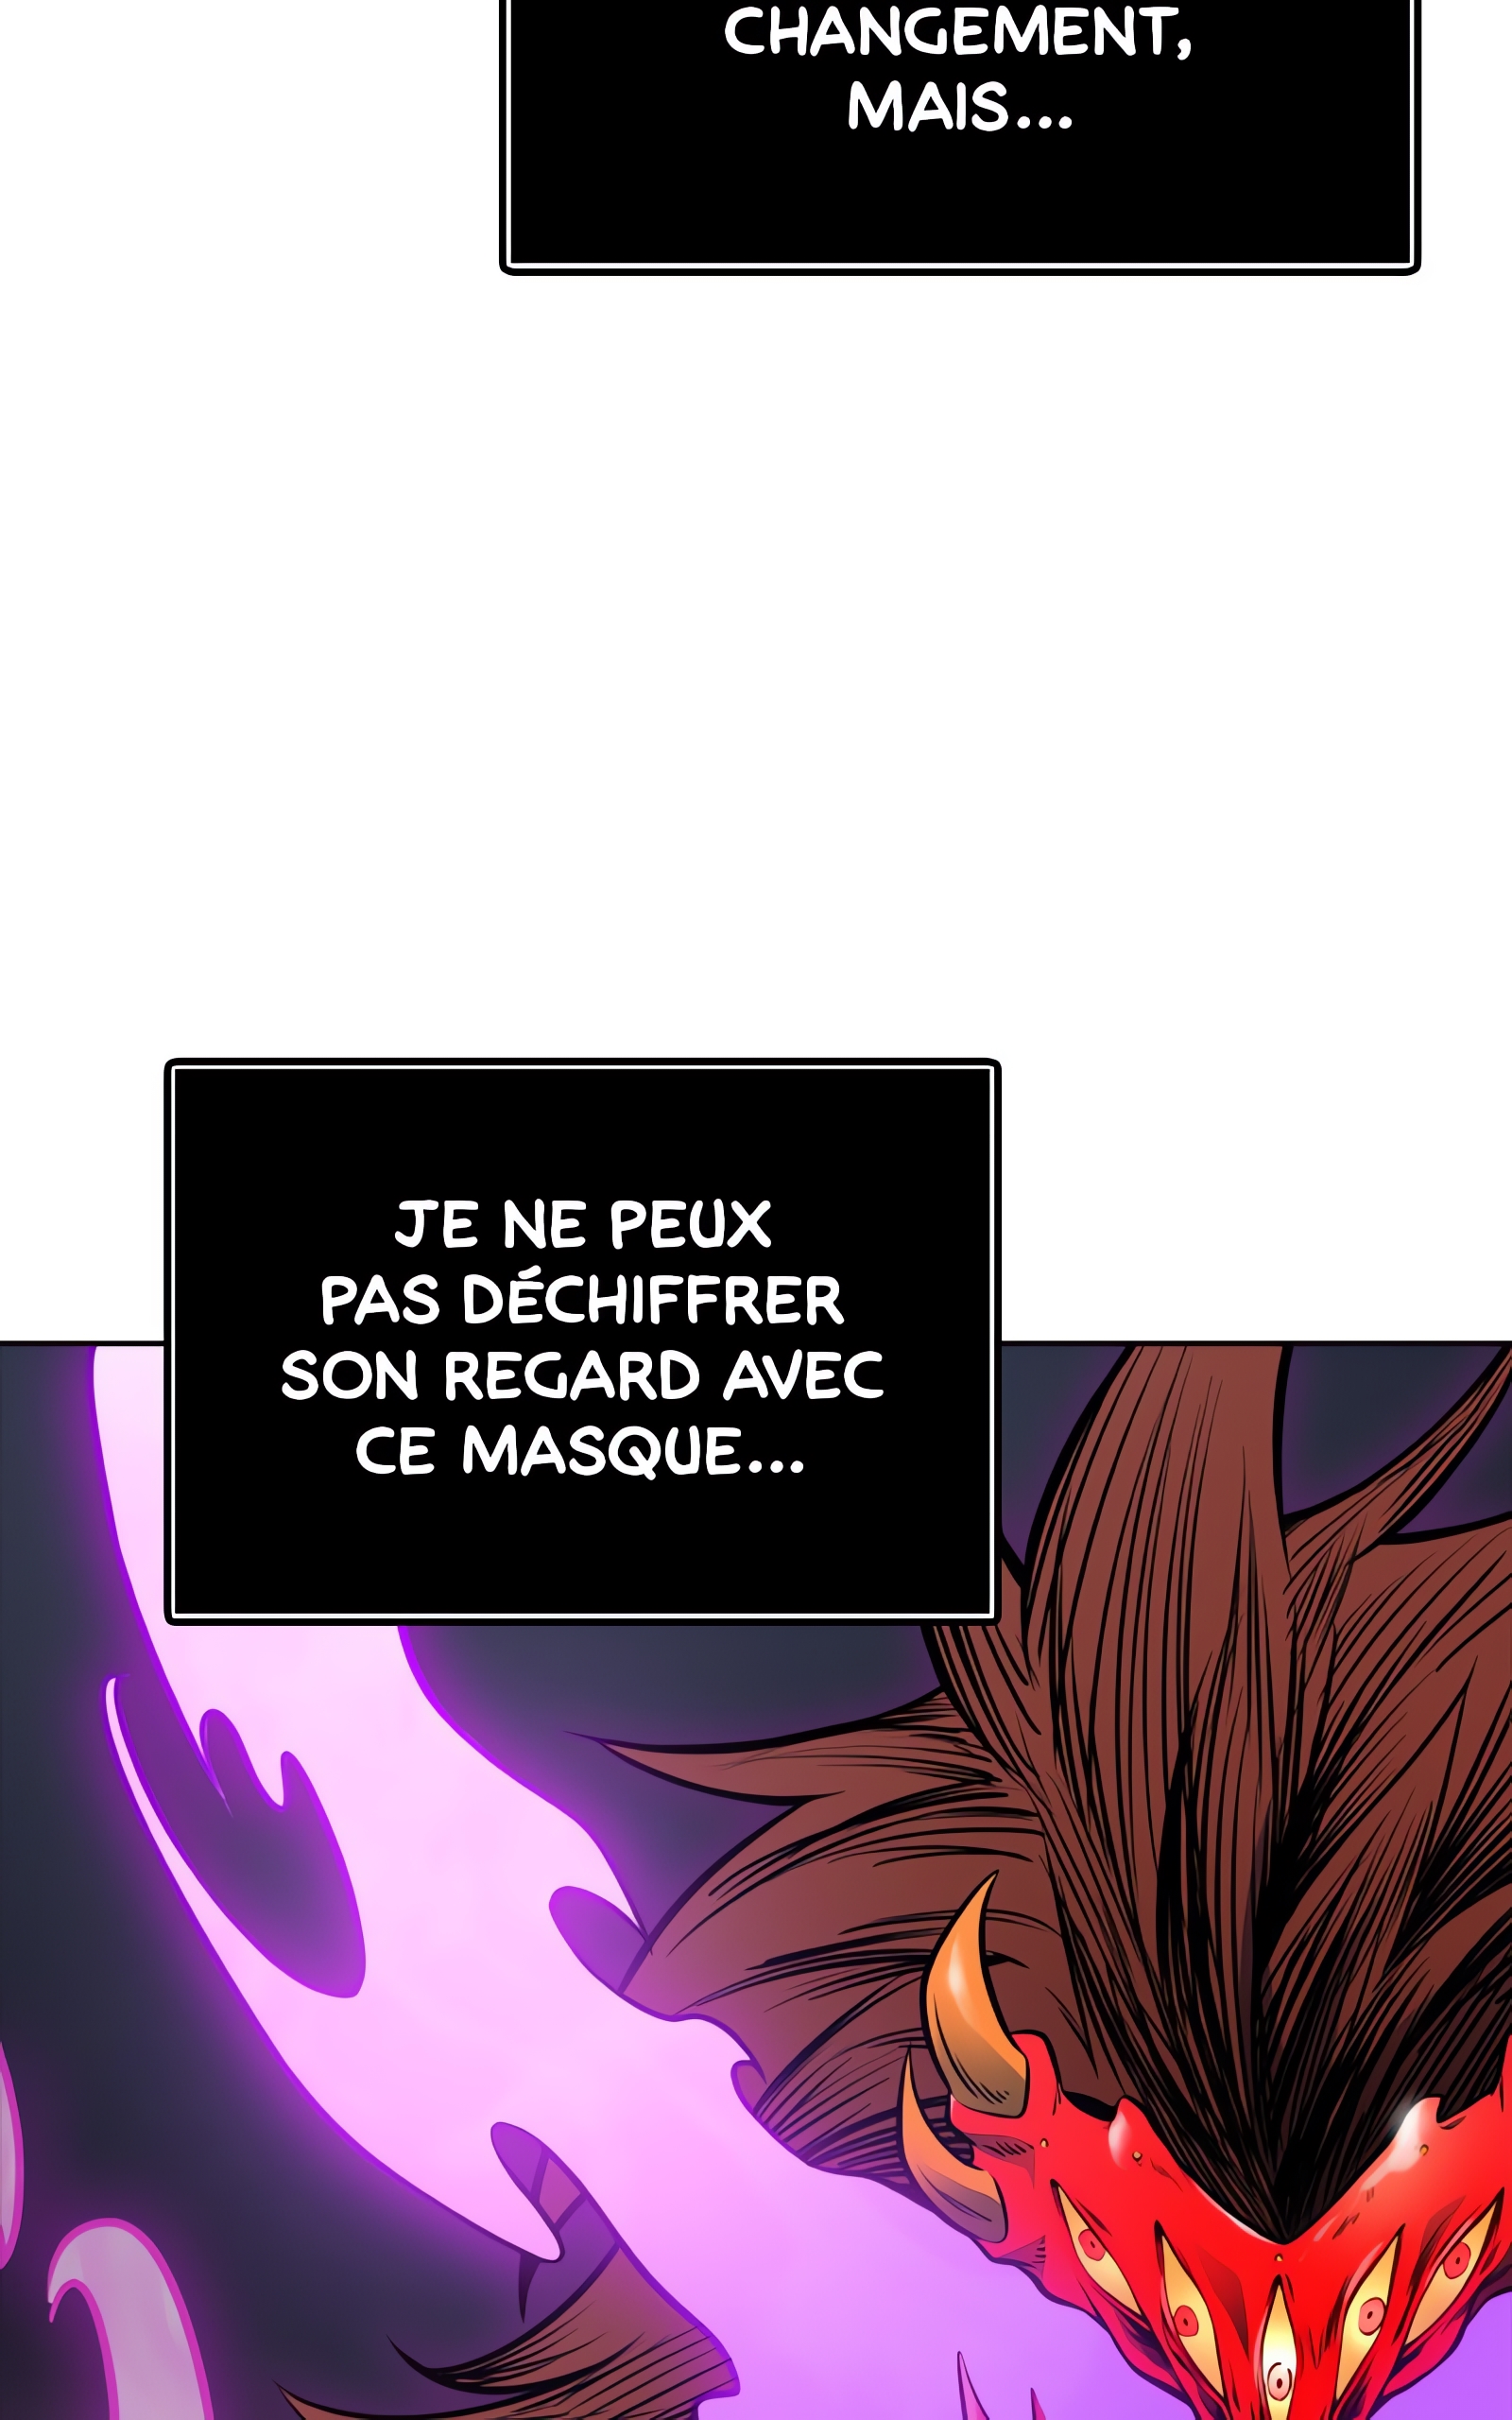 CHANGEMENT,
MAIS...
JE NE PEUX
PAS DÉCHIFFRER
SON REGARD AVEC
CE MASQUE...